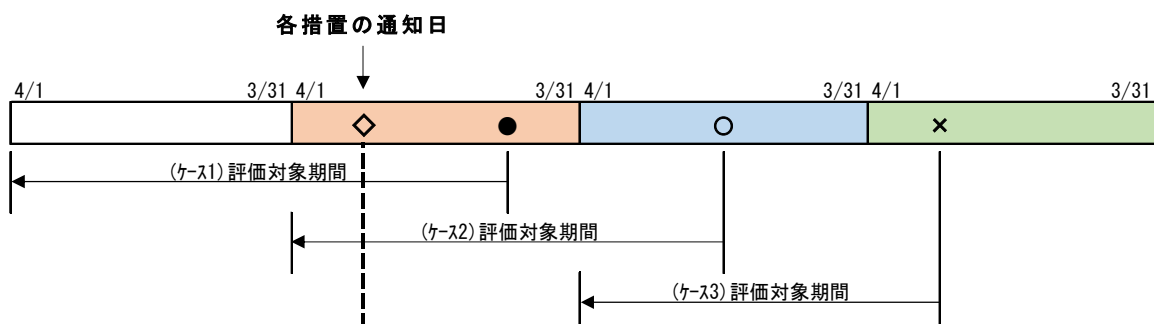 各措置の通知日
4/1 3/31 4/1 3/31 4/1 3/31 4/1 3/31
(ｹｰｽ1)評価対象期間
(ｹｰｽ2)評価対象期間
(ｹｰｽ3)評価対象期間